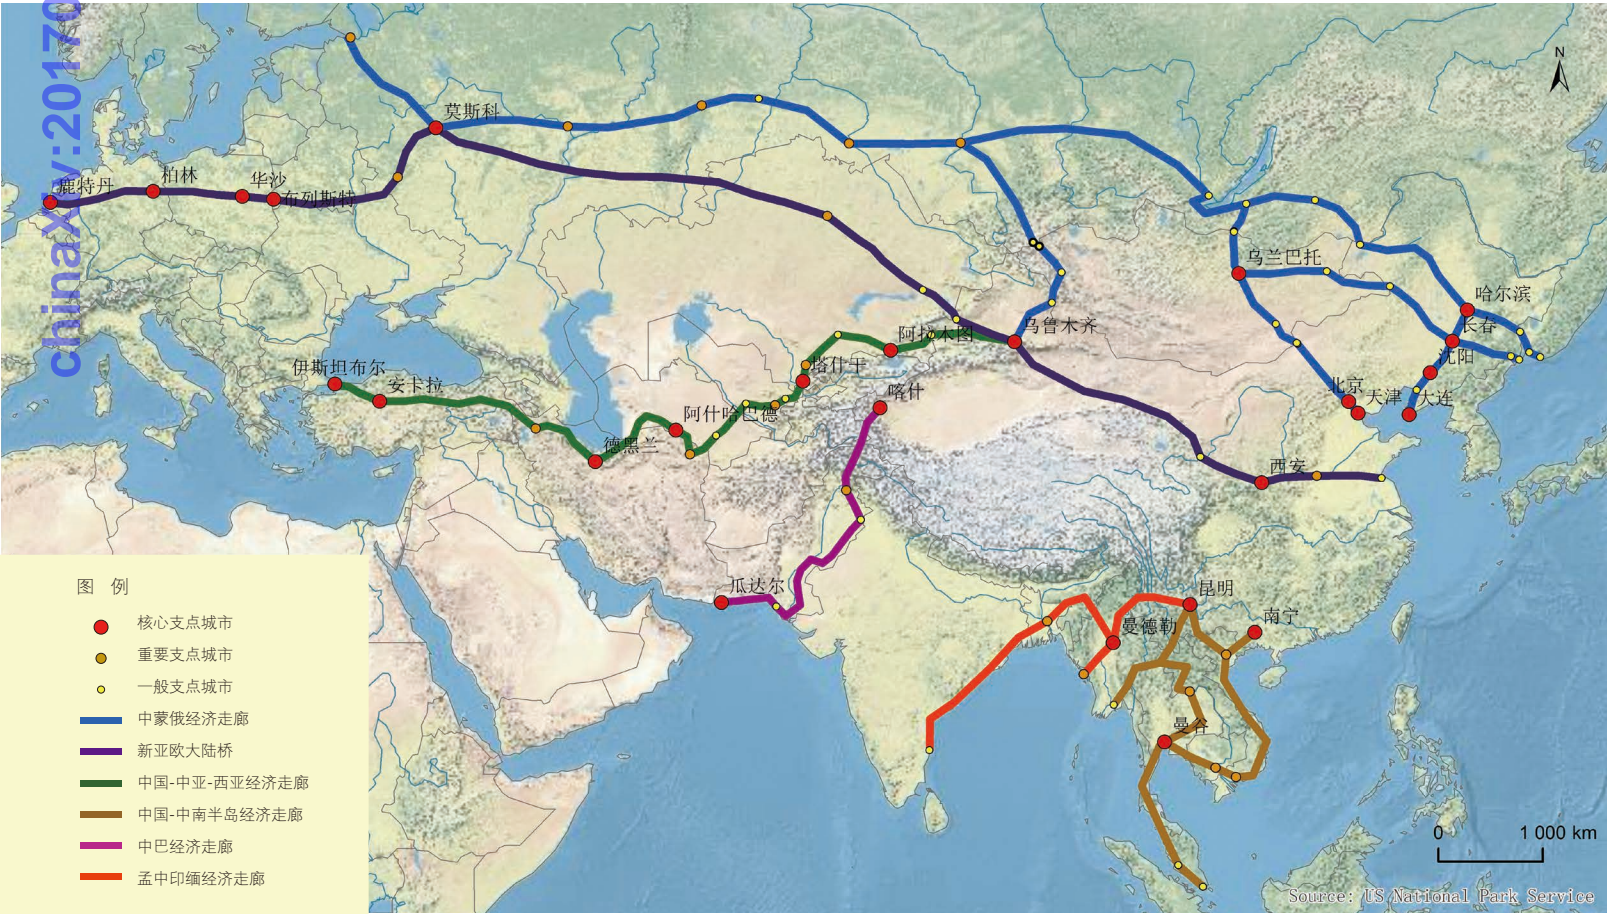 chinaXiv:20170
N
莫斯科
鹿特丹
柏林
华沙
布列斯特
乌兰巴托
哈尔滨
长春
沈阳
乌鲁木齐
阿拉木图
伊斯坦布尔
安卡拉
塔什干
喀什
北京
天津
大连
阿什哈巴德
德黑兰
西安
瓜达尔
昆明
南宁
曼德勒
曼谷
图 例
核心支点城市
重要支点城市
一般支点城市
中蒙俄经济走廊
新亚欧大陆桥
中国-中亚-西亚经济走廊
中国-中南半岛经济走廊
中巴经济走廊
孟中印缅经济走廊
0 1 000 km
Source: US National Park Service